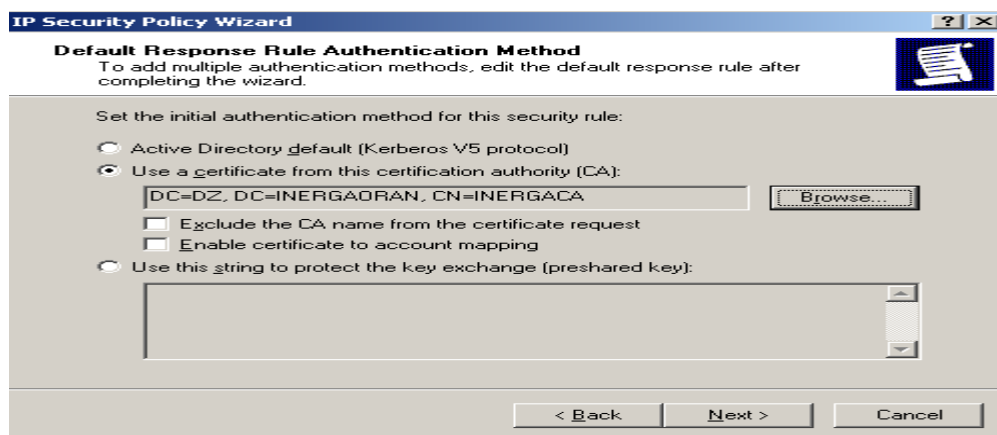 IP Security Policy Wizard
Default Response Rule Authentication Method
To add multiple authentication methods, edit the default response rule after
completing the wizard.
Set the initial authentication method for this security rule:
Active Directory default (Kerberos V5 protocol)
Use a certificate from this certification authority (CA):
DC=DZ, DC=INERGAORAN, CN=INERGACA
Browse...
Exclude the CA name from the certificate request
Enable certificate to account mapping
Use this string to protect the key exchange (preshared key):
< Back Next > Cancel